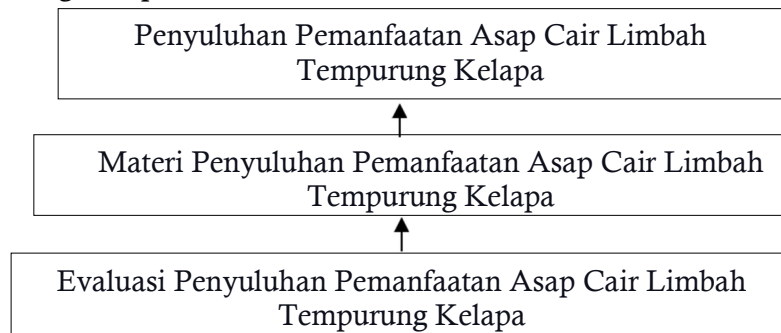 Penyuluhan Pemanfaatan Asap Cair Limbah
Tempurung Kelapa
Materi Penyuluhan Pemanfaatan Asap Cair Limbah
Tempurung Kelapa
Evaluasi Penyuluhan Pemanfaatan Asap Cair Limbah
Tempurung Kelapa